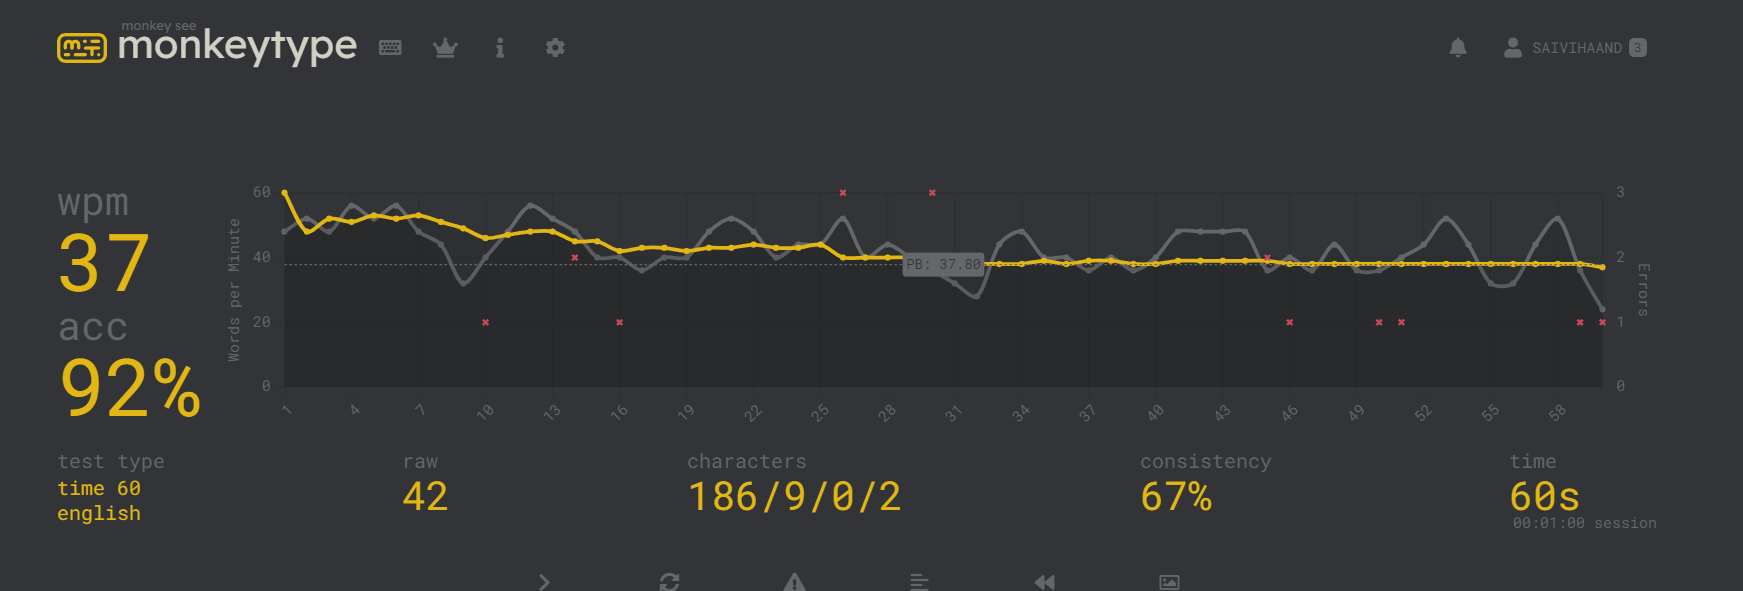 monkey see
monkeytype
SAIVIHAAND 3
wpm
37
acc
92%
Words per Minute
60
40
20
0
PB: 37.80
3
2
1
0
Errors
1 4 7 10 13 16 19 22 25 28 31 34 37 40 43 46 49 52 55 58
test type
time 60
english
raw
42
characters
186/9/0/2
consistency
67%
time
60s
00:01:00 session